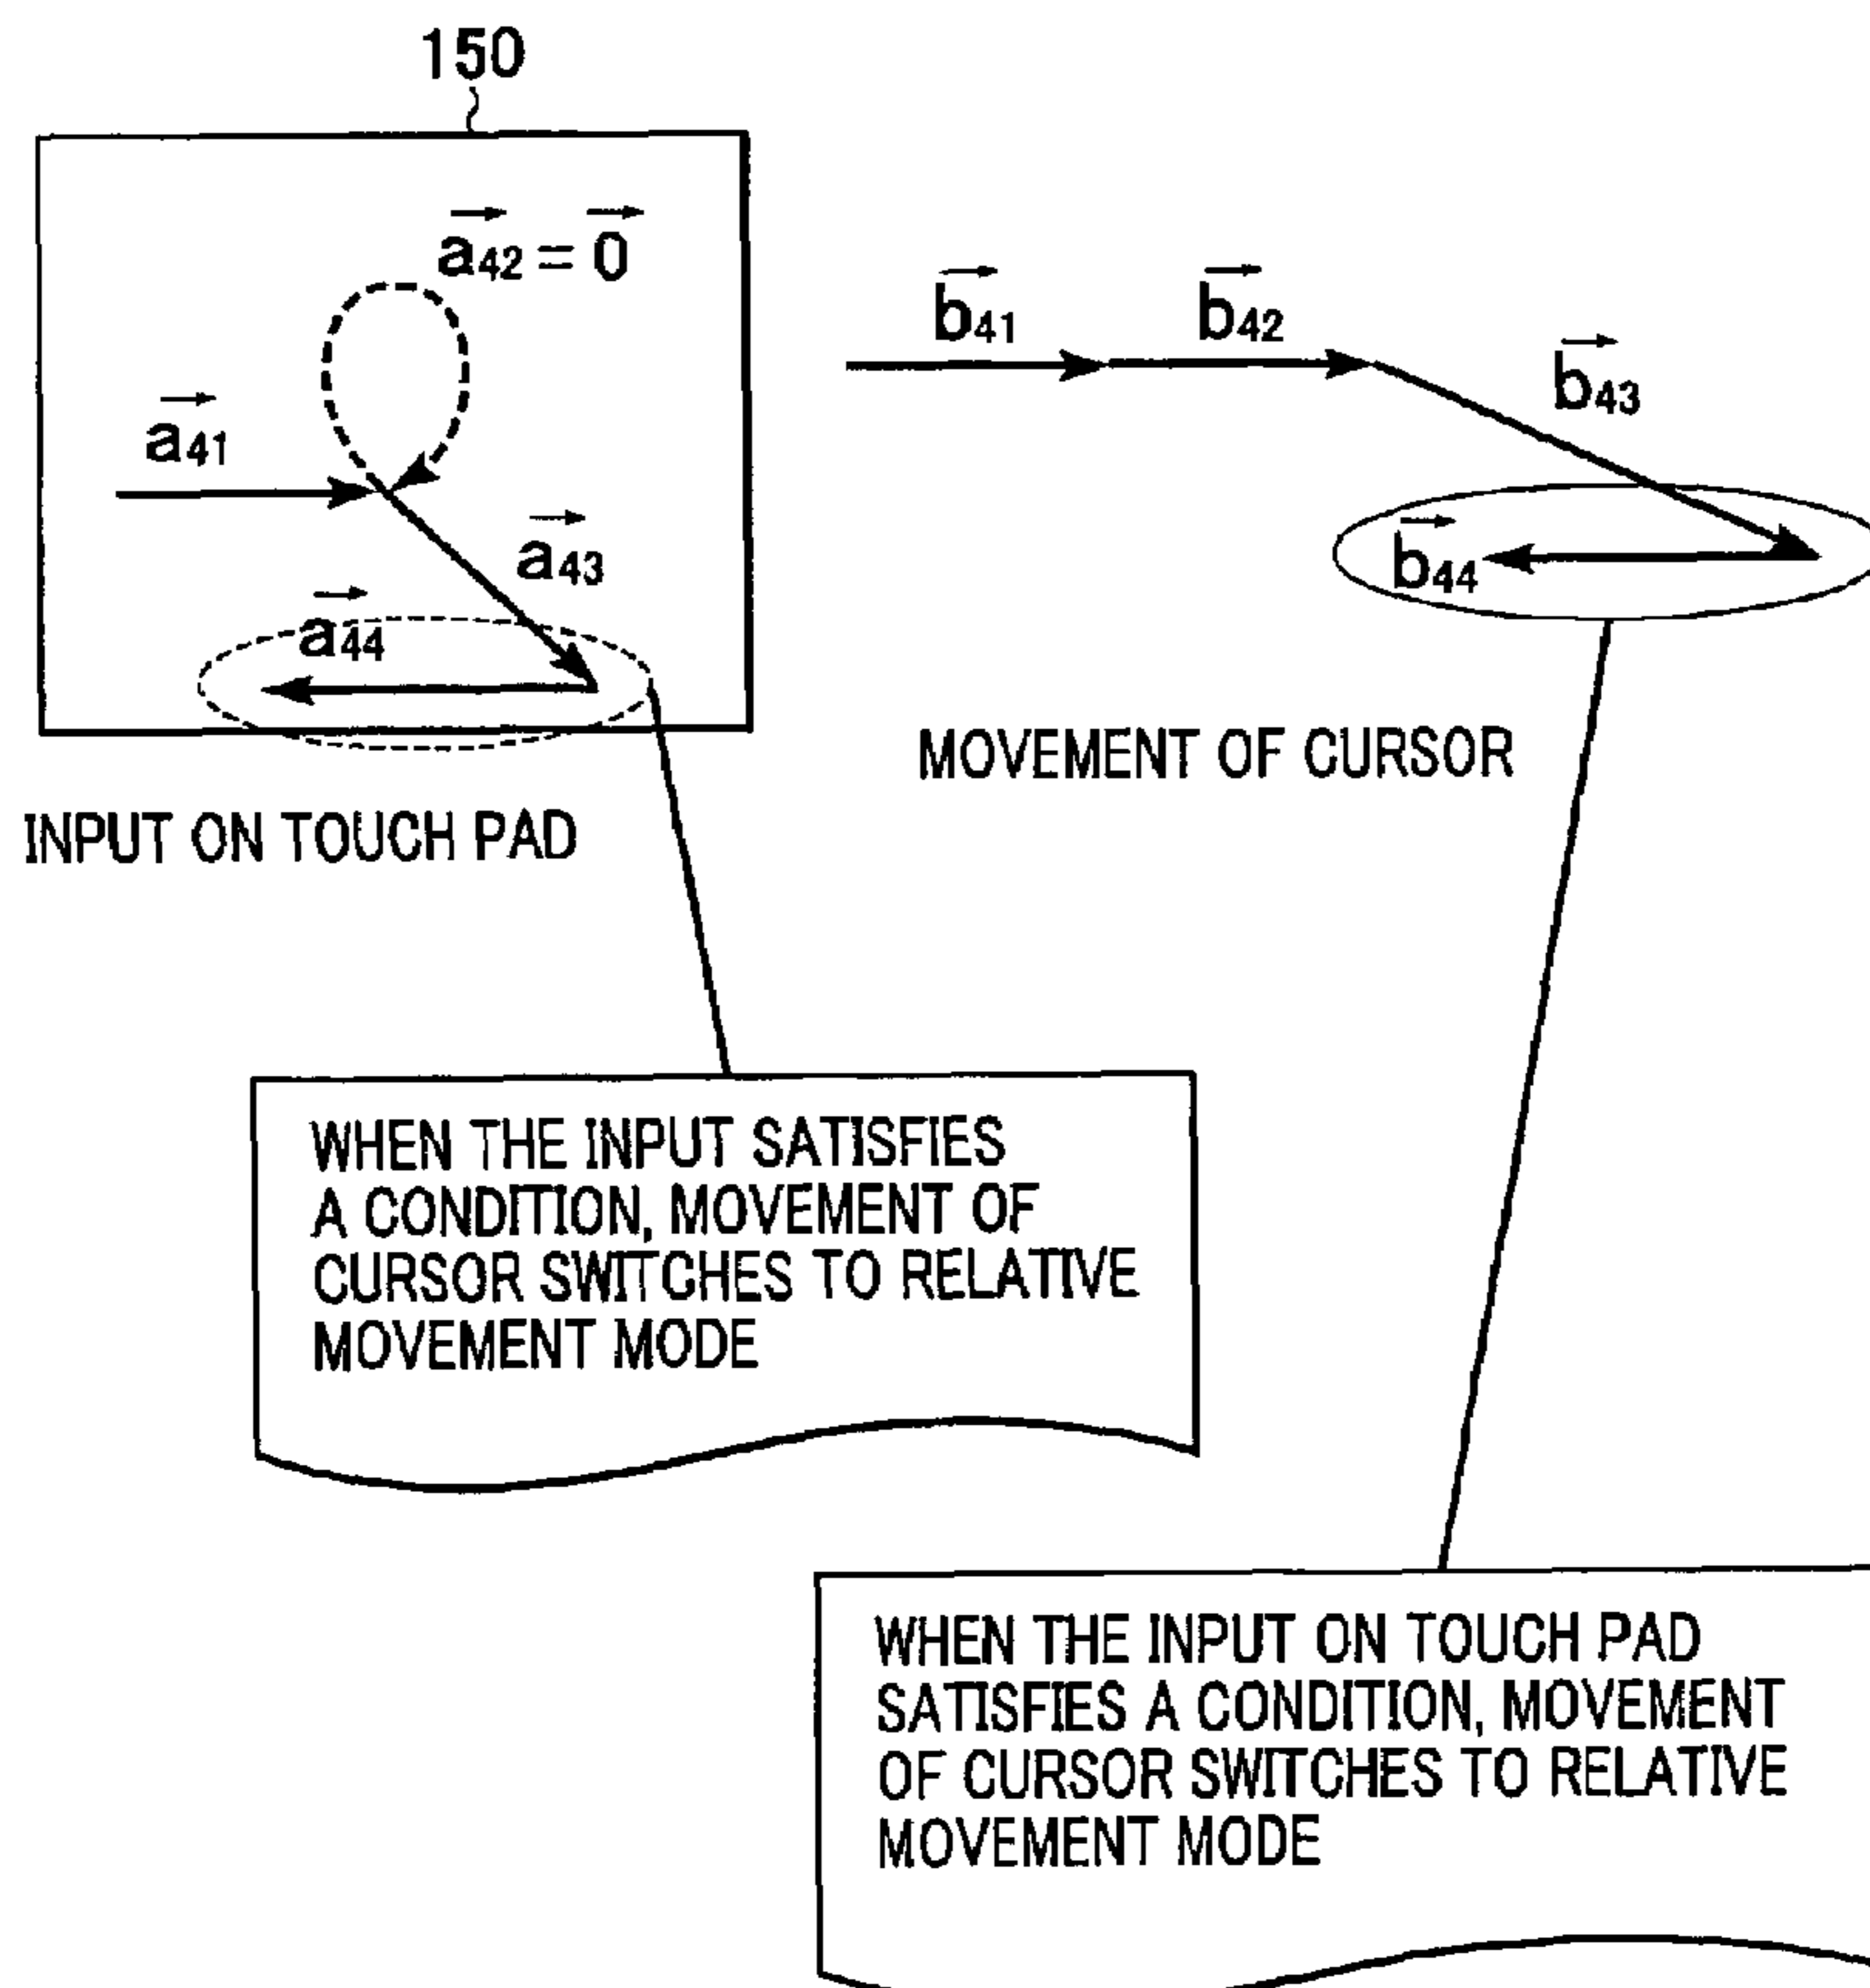 150
a42 = 0
a41
a43
a44
INPUT ON TOUCH PAD
b41
b42
b43
b44
MOVEMENT OF CURSOR
WHEN THE INPUT SATISFIES
A CONDITION, MOVEMENT OF
CURSOR SWITCHES TO RELATIVE
MOVEMENT MODE
WHEN THE INPUT ON TOUCH PAD
SATISFIES A CONDITION, MOVEMENT
OF CURSOR SWITCHES TO RELATIVE
MOVEMENT MODE